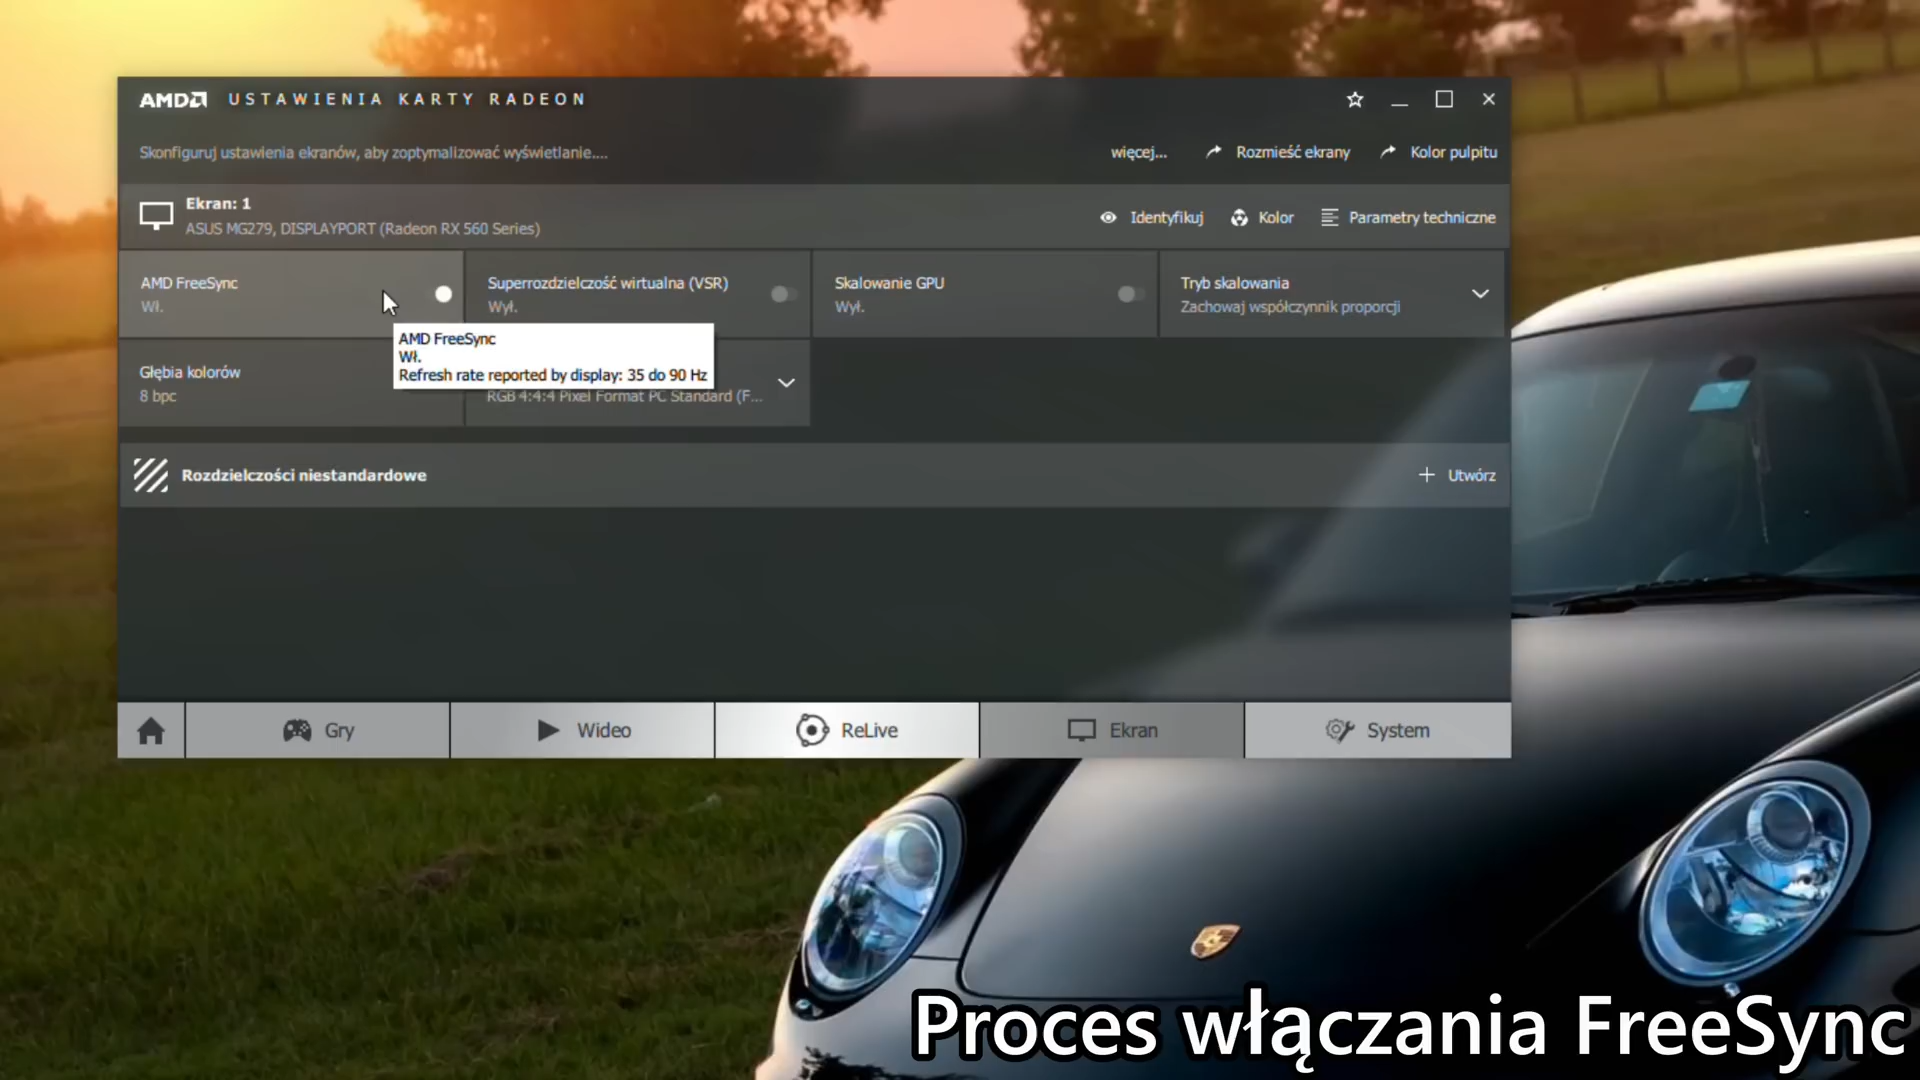 AMD USTAWIENIA KARTY RADEON
Skonfiguruj ustawienia ekranów, aby zoptymalizować wyświetlanie....
więcej... Rozmieść ekrany Kolor pulpitu
Ekran: 1
ASUS MG279, DISPLAYPORT (Radeon RX 560 Series)
Identyfikuj Kolor Parametry techniczne
AMD FreeSync
Wł.
Superrozdzielczość wirtualna (VSR)
Wył.
Skalowanie GPU
Wył.
Tryb skalowania
Zachowaj współczynnik proporcji
AMD FreeSync
Wł.
Refresh rate reported by display: 35 do 90 Hz
Głębia kolorów
8 bpc
RGB 4:4:4 Pixel Format PC Standard (F...
Rozdzielczości niestandardowe
Utwórz
Gry Wideo ReLive Ekran System
Proces włączania FreeSync